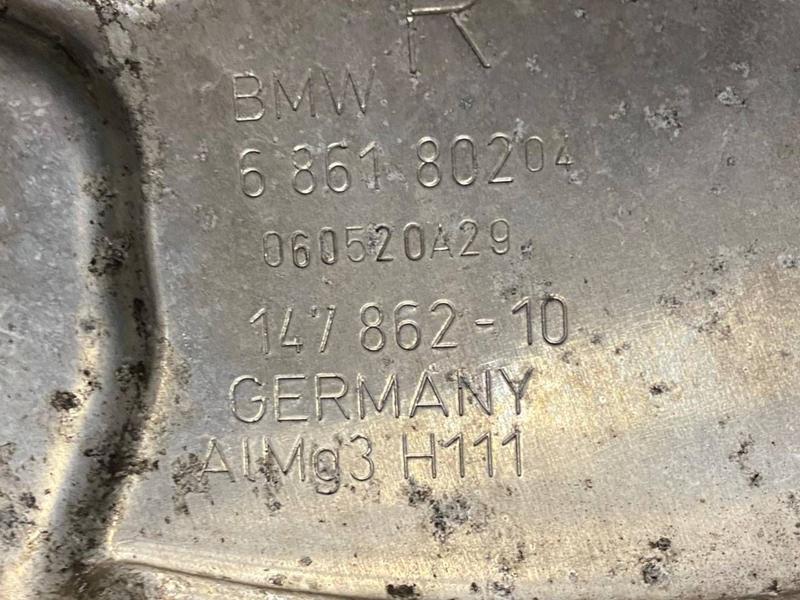 R
BMW
6 861 802 04
060520A29
147 862-10
GERMANY
AlMg3 H111